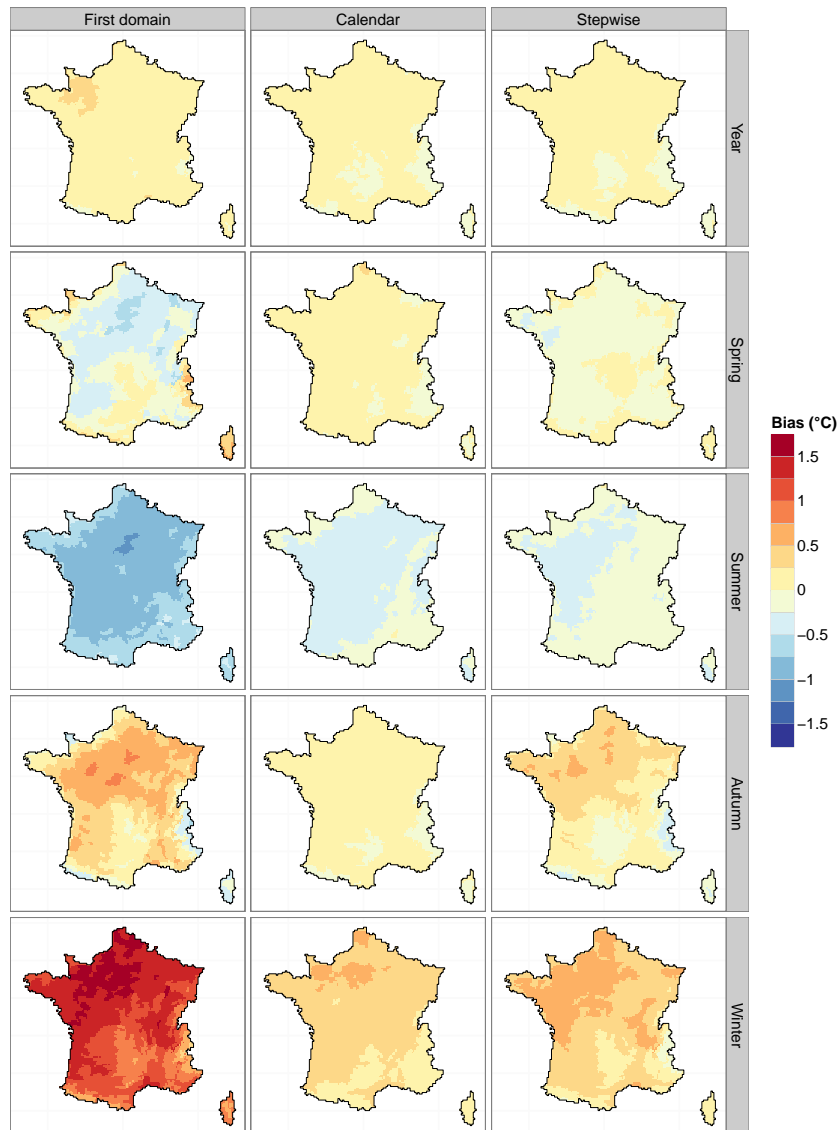 First domain Calendar Stepwise
Year
Spring
Summer
Autumn
Winter
Bias (°C)
1.5
1
0.5
0
−0.5
−1
−1.5